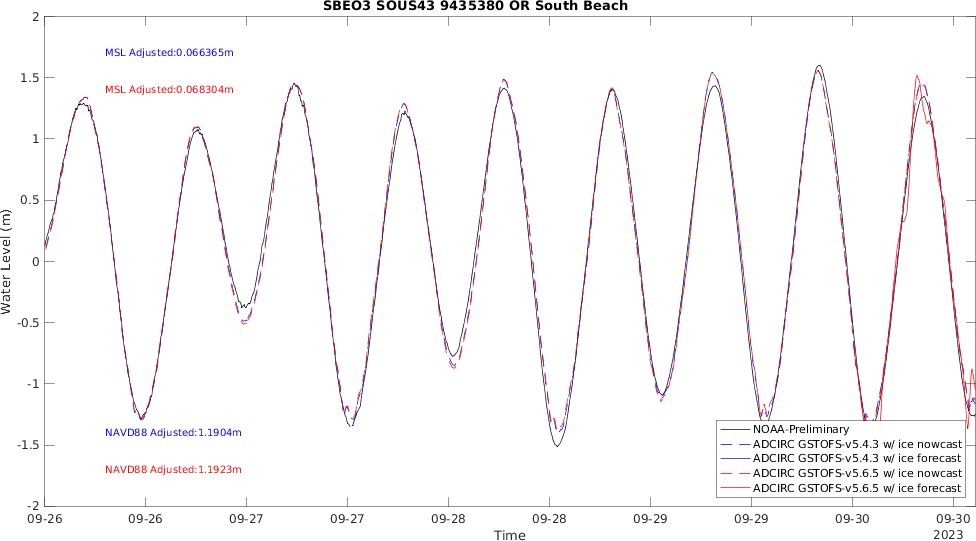 SBEO3 SOUS43 9435380 OR South Beach
MSL Adjusted:0.066365m
MSL Adjusted:0.068304m
NAVD88 Adjusted:1.1904m
NAVD88 Adjusted:1.1923m
Water Level (m)
2
1.5
1
0.5
0
-0.5
-1
-1.5
-2
NOAA-Preliminary
ADCIRC GSTOFS-v5.4.3 w/ ice nowcast
ADCIRC GSTOFS-v5.4.3 w/ ice forecast
ADCIRC GSTOFS-v5.6.5 w/ ice nowcast
ADCIRC GSTOFS-v5.6.5 w/ ice forecast
09-26 09-26 09-27 09-27 09-28 09-28 09-29 09-29 09-30 09-30
Time
2023